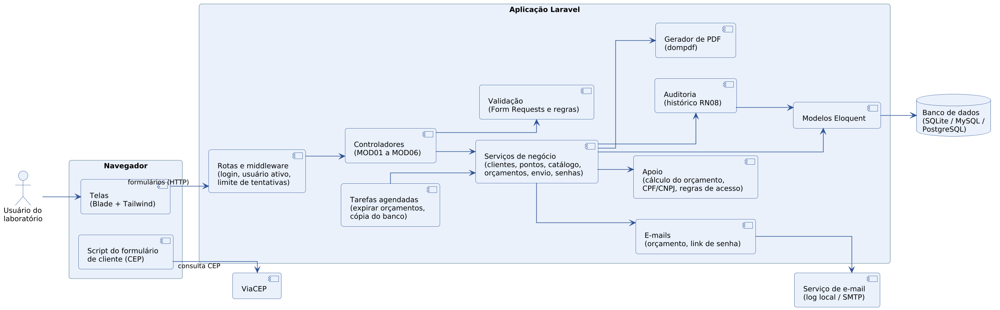 Aplicação Laravel
Gerador de PDF
(dompdf)
Auditoria
(histórico RN08)
Validação
(Form Requests e regras)
Modelos Eloquent
Banco de dados
(SQLite / MySQL /
PostgreSQL)
Controladores
(MOD01 a MOD06)
Serviços de negócio
(clientes, pontos, catálogo,
orçamentos, envio, senhas)
Rotas e middleware
(login, usuário ativo,
limite de tentativas)
Apoio
(cálculo do orçamento,
CPF/CNPJ, regras de acesso)
Navegador
formulários (HTTP)
Telas
(Blade + Tailwind)
Usuário do
laboratório
Tarefas agendadas
(expirar orçamentos,
cópia do banco)
E-mails
(orçamento, link de senha)
Script do formulário
de cliente (CEP)
consulta CEP
ViaCEP
Serviço de e-mail
(log local / SMTP)